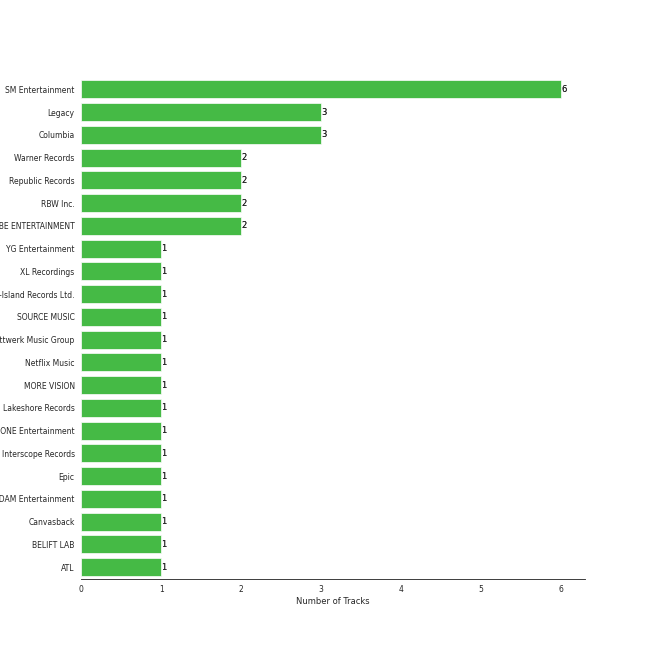 SM Entertainment 6
Legacy 3
Columbia 3
Warner Records 2
Republic Records 2
RBW Inc. 2
BE ENTERTAINMENT 2
YG Entertainment 1
XL Recordings 1
-Island Records Ltd. 1
SOURCE MUSIC 1
ttwerk Music Group 1
Netflix Music 1
MORE VISION 1
Lakeshore Records 1
ONE Entertainment 1
Interscope Records 1
Epic 1
DAM Entertainment 1
Canvasback 1
BELIFT LAB 1
ATL 1
0 1 2 3 4 5 6
Number of Tracks